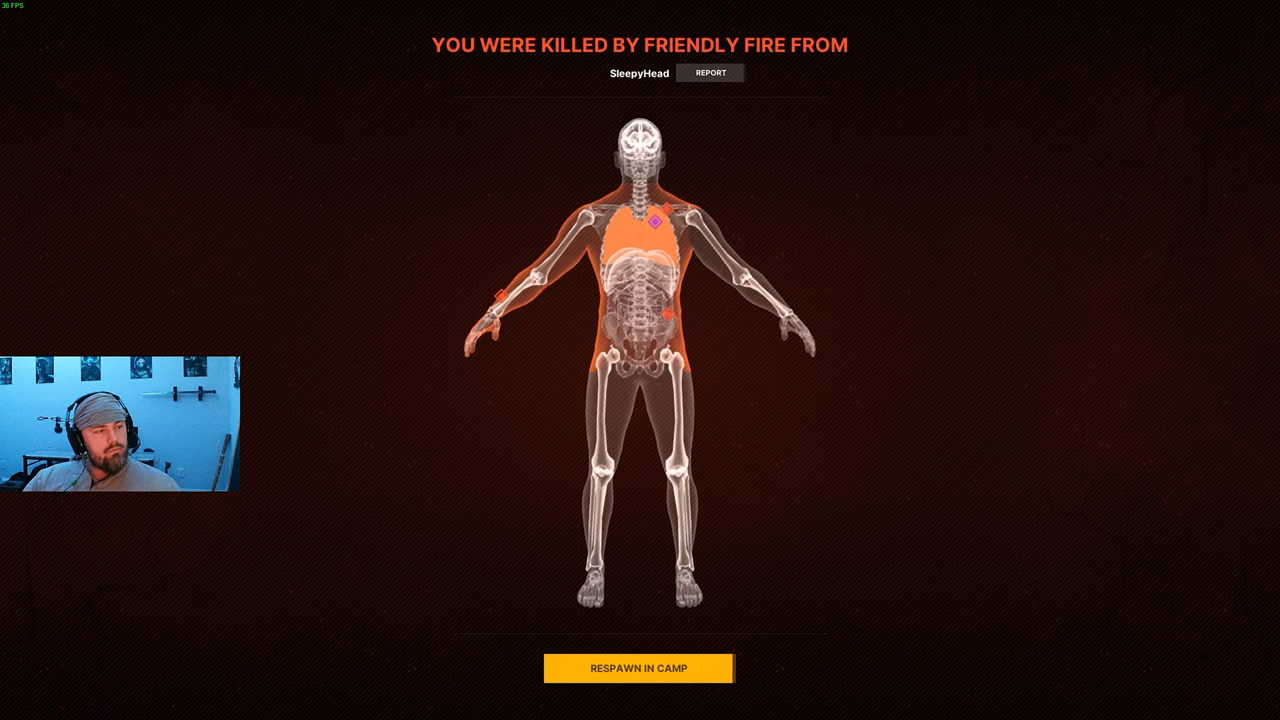 36 FPS
YOU WERE KILLED BY FRIENDLY FIRE FROM
SleepyHead REPORT
RESPAWN IN CAMP